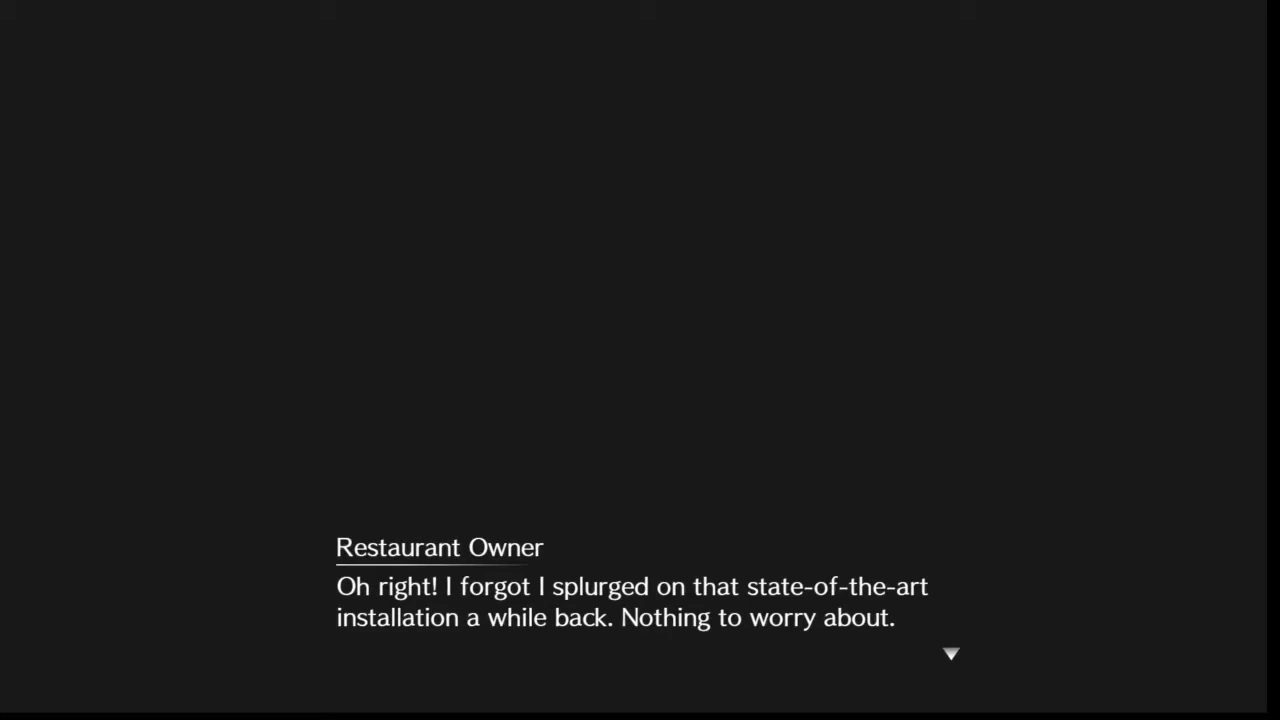 Restaurant Owner
Oh right! I forgot I splurged on that state-of-the-art
installation a while back. Nothing to worry about.